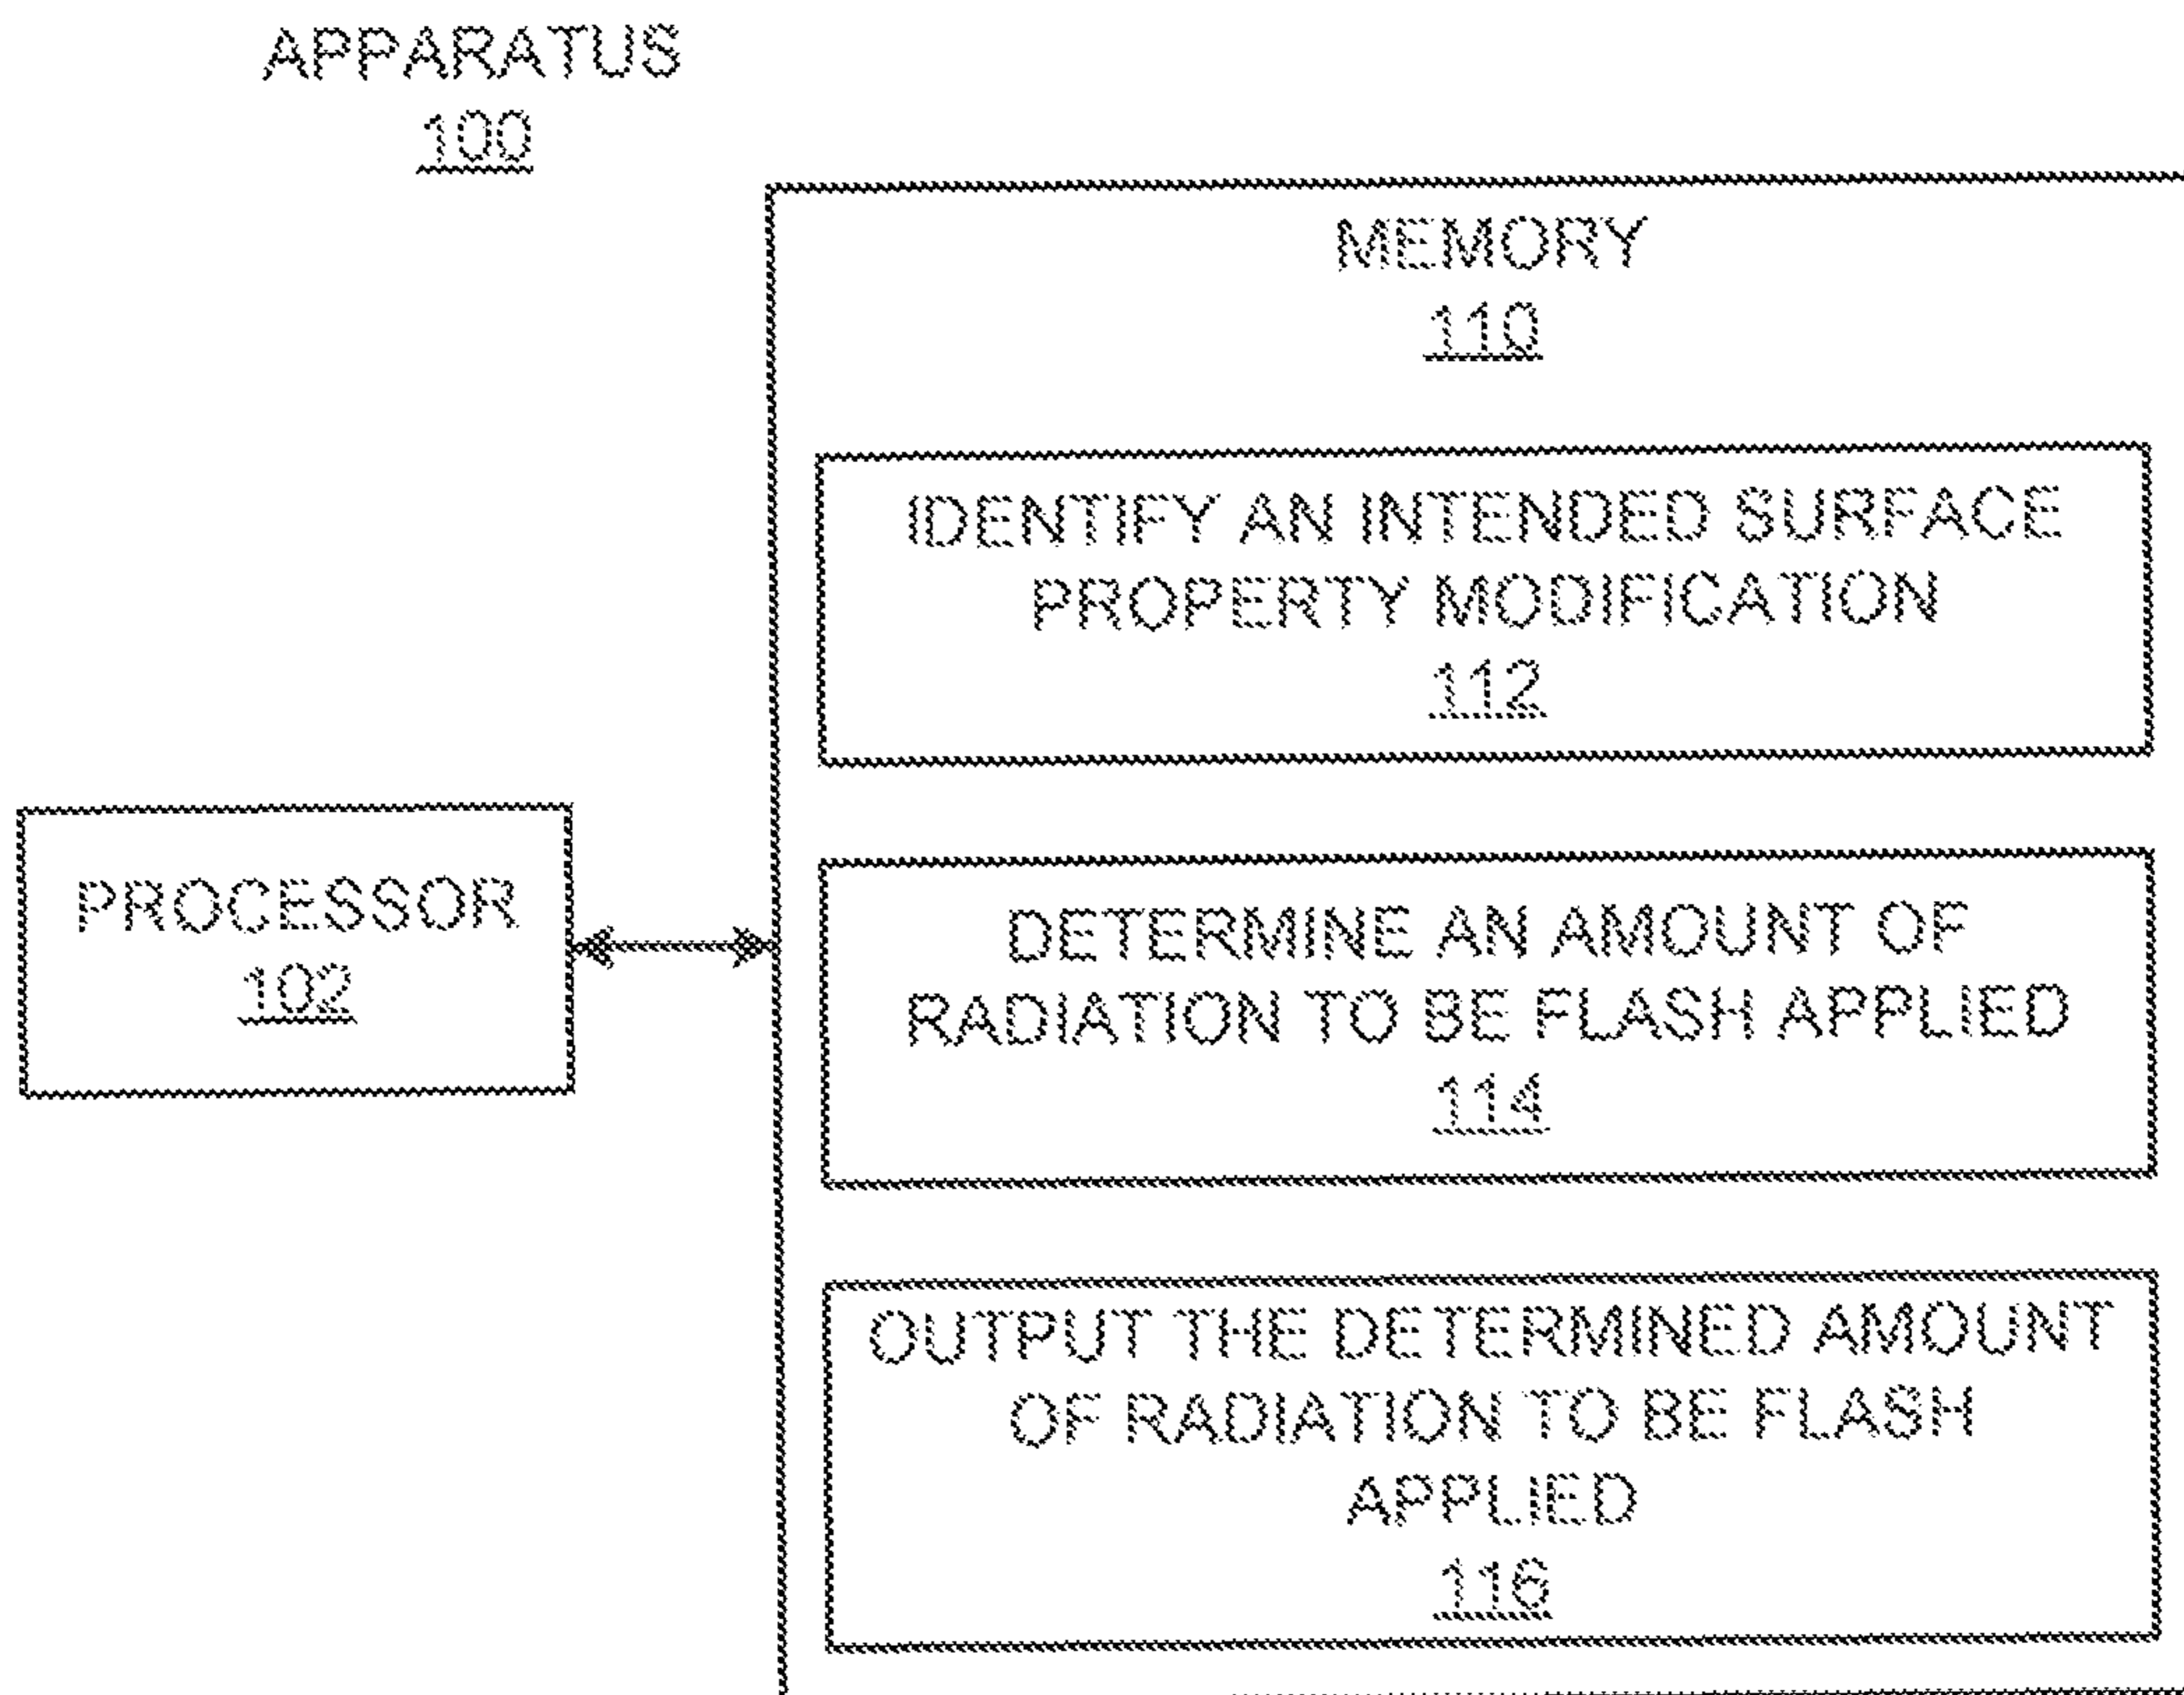 APPARATUS
100
MEMORY
110
IDENTIFY AN INTENDED SURFACE
PROPERTY MODIFICATION
112
PROCESSOR
102
DETERMINE AN AMOUNT OF
RADIATION TO BE FLASH APPLIED
114
OUTPUT THE DETERMINED AMOUNT
OF RADIATION TO BE FLASH
APPLIED
116